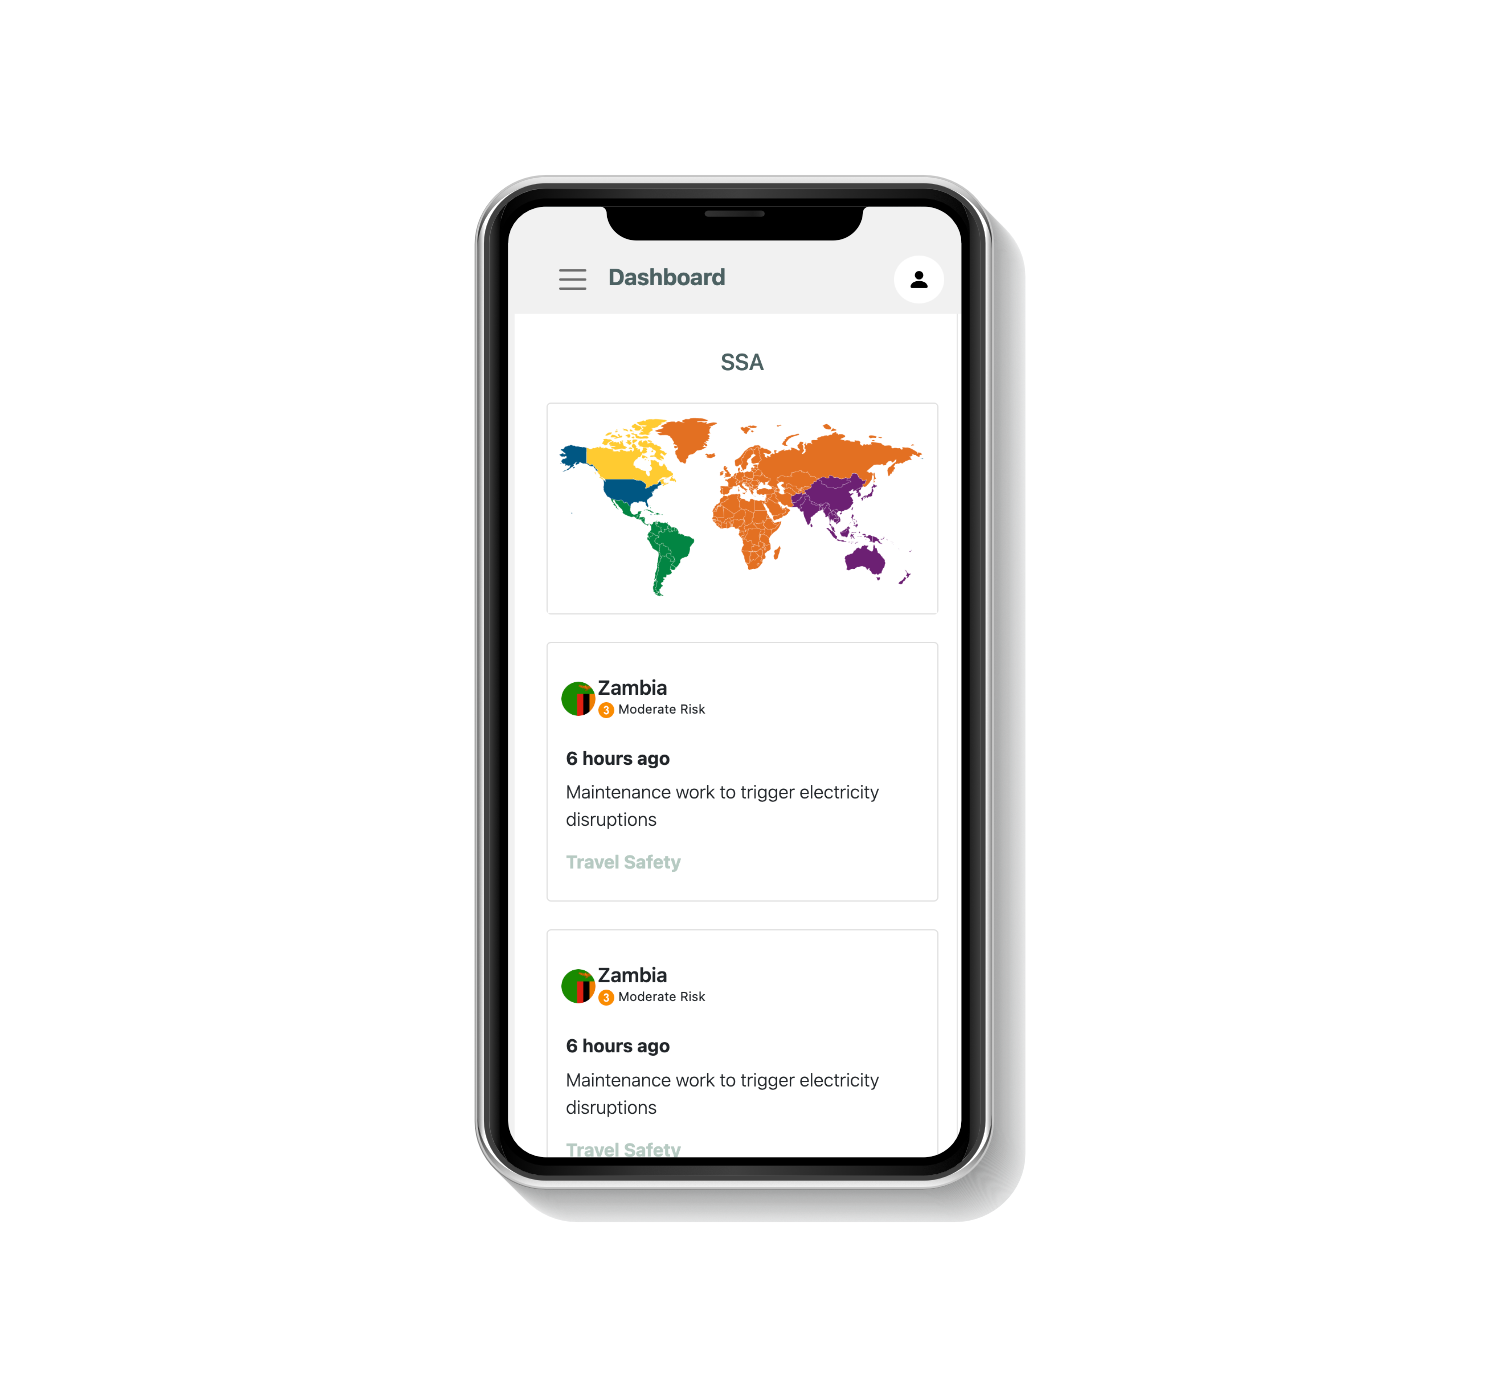 Dashboard
SSA
Zambia
3 Moderate Risk
6 hours ago
Maintenance work to trigger electricity
disruptions
Travel Safety
Zambia
3 Moderate Risk
6 hours ago
Maintenance work to trigger electricity
disruptions
Travel Safety